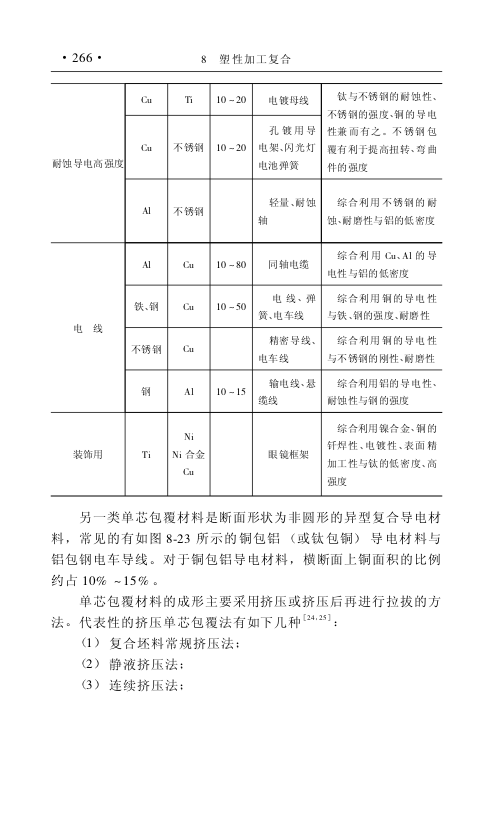 ·266·
8 塑性加工复合
耐蚀导电高强度
Cu
Ti
10～20
电镀母线
钛与不锈钢的耐蚀性、
不锈钢的强度、铜的导电
性兼而有之。不锈钢包
覆有利于提高扭转、弯曲
件的强度
Cu
不锈钢
10～20
孔镀用导
电架、闪光灯
电池弹簧
Al
不锈钢
轻量、耐蚀
轴
综合利用不锈钢的耐
蚀、耐磨性与铝的低密度
电 线
Al
Cu
10～80
同轴电缆
综合利用 Cu、Al 的导
电性与铝的低密度
铁、钢
Cu
10～50
电线、弹
簧、电车线
综合利用铜的导电性
与铁、钢的强度、耐磨性
不锈钢
Cu
精密导线、
电车线
综合利用铜的导电性
与不锈钢的刚性、耐磨性
钢
Al
10～15
输电线、悬
缆线
综合利用铝的导电性、
耐蚀性与钢的强度
装饰用
Ti
Ni
Ni 合金
Cu
眼镜框架
综合利用镍合金、铜的
钎焊性、电镀性、表面精
加工性与钛的低密度、高
强度
另一类单芯包覆材料是断面形状为非圆形的异型复合导电材
料，常见的有如图 8-23 所示的铜包铝（或钛包铜）导电材料与
铝包钢电车导线。对于铜包铝导电材料，横断面上铜面积的比例
约占 10% ～15%。
单芯包覆材料的成形主要采用挤压或挤压后再进行拉拔的方
法。代表性的挤压单芯包覆法有如下几种[24,25]：
（1）复合坯料常规挤压法；
（2）静液挤压法；
（3）连续挤压法；